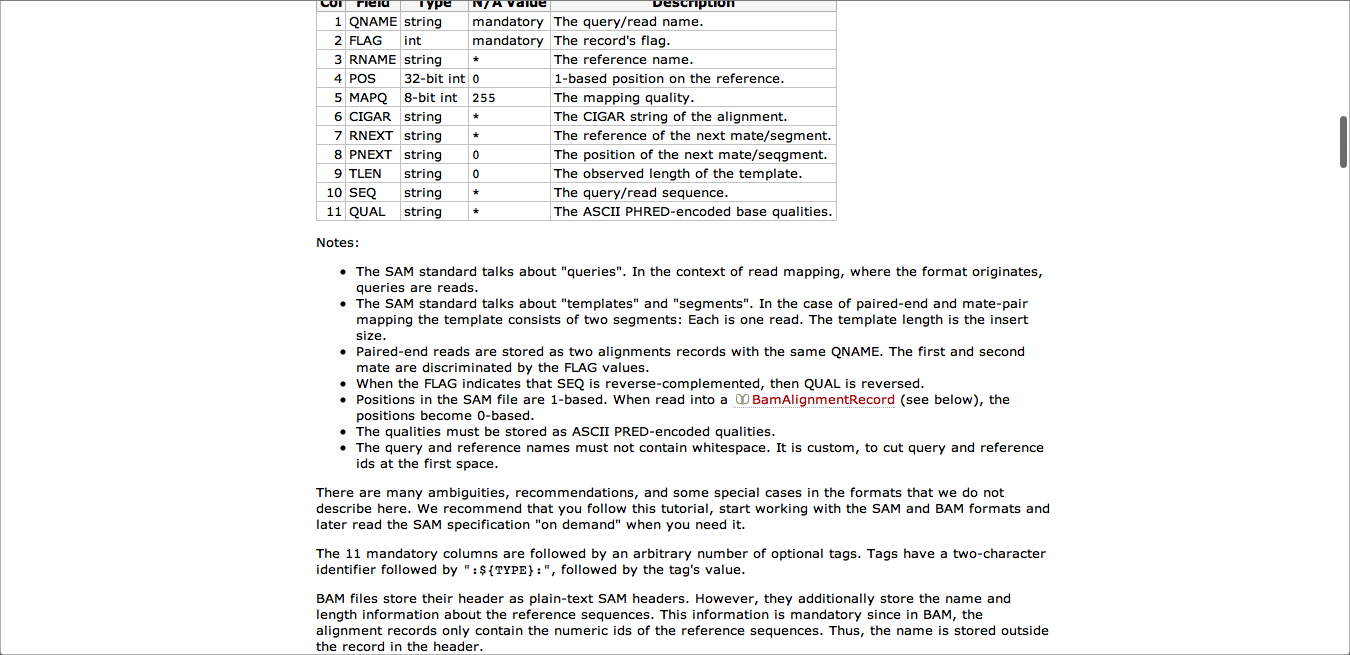 Col Field Type N/A Value Description
1 QNAME string mandatory The query/read name.
2 FLAG int mandatory The record's flag.
3 RNAME string * The reference name.
4 POS 32-bit int 0 1-based position on the reference.
5 MAPQ 8-bit int 255 The mapping quality.
6 CIGAR string * The CIGAR string of the alignment.
7 RNEXT string * The reference of the next mate/segment.
8 PNEXT string 0 The position of the next mate/seqgment.
9 TLEN string 0 The observed length of the template.
10 SEQ string * The query/read sequence.
11 QUAL string * The ASCII PHRED-encoded base qualities.
Notes:
• The SAM standard talks about "queries". In the context of read mapping, where the format originates,
queries are reads.
• The SAM standard talks about "templates" and "segments". In the case of paired-end and mate-pair
mapping the template consists of two segments: Each is one read. The template length is the insert
size.
• Paired-end reads are stored as two alignments records with the same QNAME. The first and second
mate are discriminated by the FLAG values.
• When the FLAG indicates that SEQ is reverse-complemented, then QUAL is reversed.
• Positions in the SAM file are 1-based. When read into a BamAlignmentRecord (see below), the
positions become 0-based.
• The qualities must be stored as ASCII PRED-encoded qualities.
• The query and reference names must not contain whitespace. It is custom, to cut query and reference
ids at the first space.
There are many ambiguities, recommendations, and some special cases in the formats that we do not
describe here. We recommend that you follow this tutorial, start working with the SAM and BAM formats and
later read the SAM specification "on demand" when you need it.
The 11 mandatory columns are followed by an arbitrary number of optional tags. Tags have a two-character
identifier followed by ":${TYPE}:", followed by the tag's value.
BAM files store their header as plain-text SAM headers. However, they additionally store the name and
length information about the reference sequences. This information is mandatory since in BAM, the
alignment records only contain the numeric ids of the reference sequences. Thus, the name is stored outside
the record in the header.